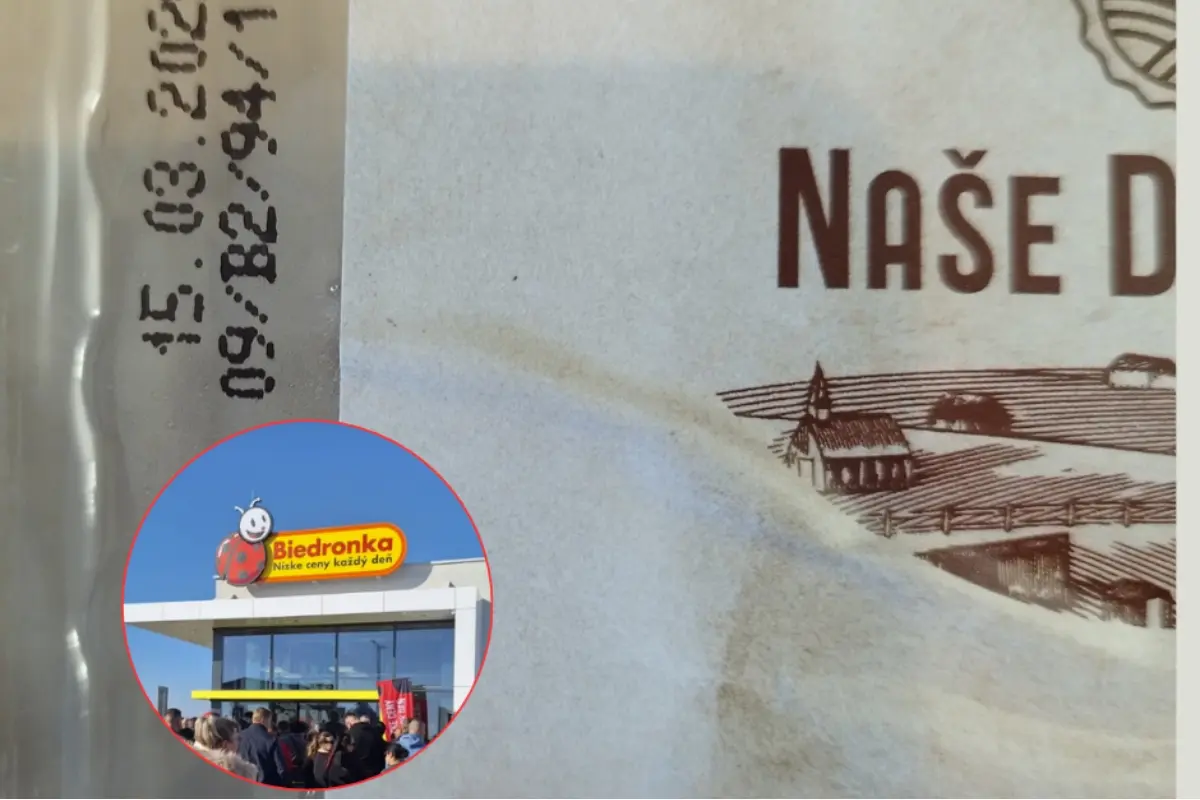 15. 03. 202
09/B2/94/1
NAŠE D
Biedronka
Nízke ceny každý deň